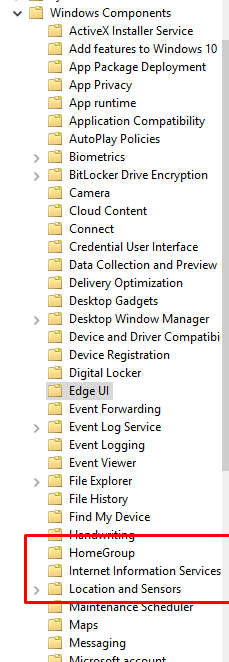 Windows Components
ActiveX Installer Service
Add features to Windows 10
App Package Deployment
App Privacy
App runtime
Application Compatibility
AutoPlay Policies
Biometrics
BitLocker Drive Encryption
Camera
Cloud Content
Connect
Credential User Interface
Data Collection and Preview
Delivery Optimization
Desktop Gadgets
Desktop Window Manager
Device and Driver Compatibi
Device Registration
Digital Locker
Edge UI
Event Forwarding
Event Log Service
Event Logging
Event Viewer
File Explorer
File History
Find My Device
Handwriting
HomeGroup
Internet Information Services
Location and Sensors
Maintenance Scheduler
Maps
Messaging
Microsoft account